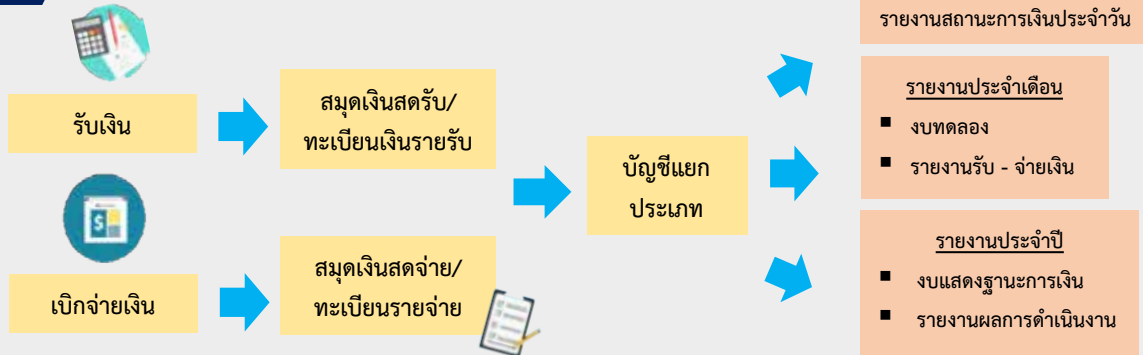 รายงานสถานะการเงินประจำวัน
รับเงิน
สมุดเงินสดรับ/
ทะเบียนเงินรายรับ
เบิกจ่ายเงิน
สมุดเงินสดจ่าย/
ทะเบียนรายจ่าย
บัญชีแยก
ประเภท
รายงานประจำเดือน
▪ งบทดลอง
▪ รายงานรับ - จ่ายเงิน
รายงานประจำปี
▪ งบแสดงฐานะการเงิน
▪ รายงานผลการดำเนินงาน